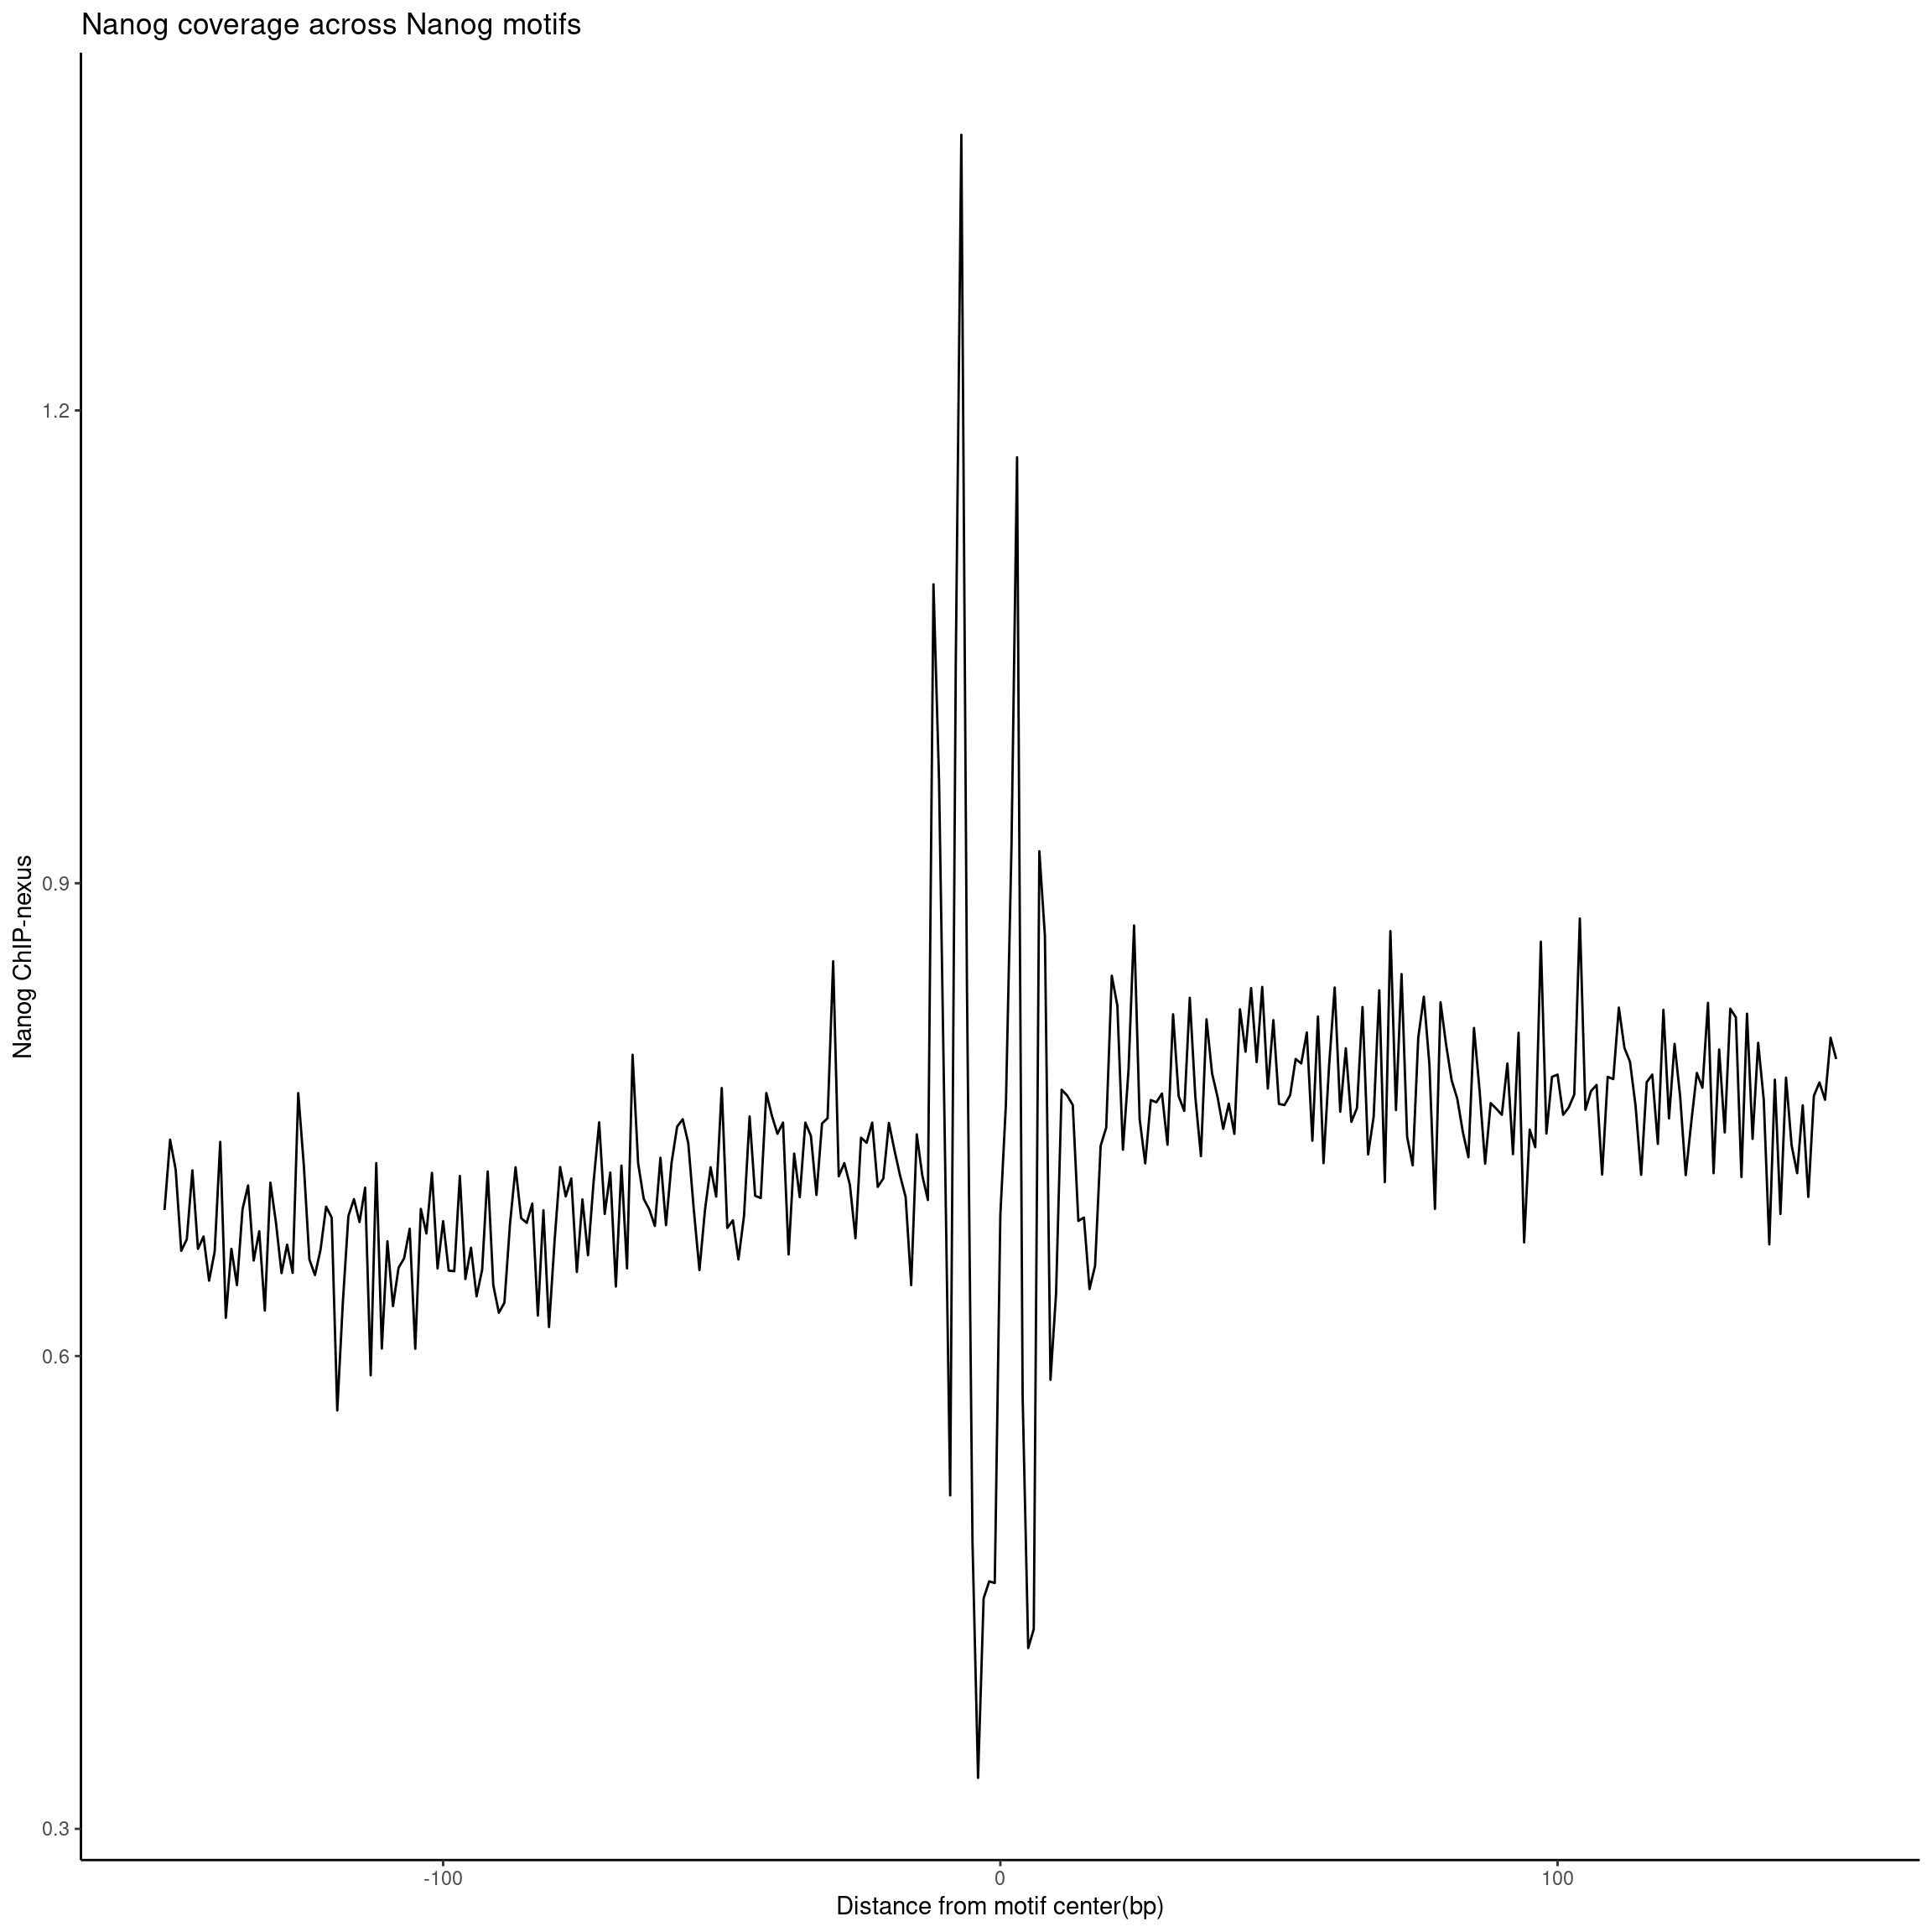 Nanog coverage across Nanog motifs
Nanog ChIP-nexus
1.2
0.9
0.6
0.3
-100
0
100
Distance from motif center(bp)